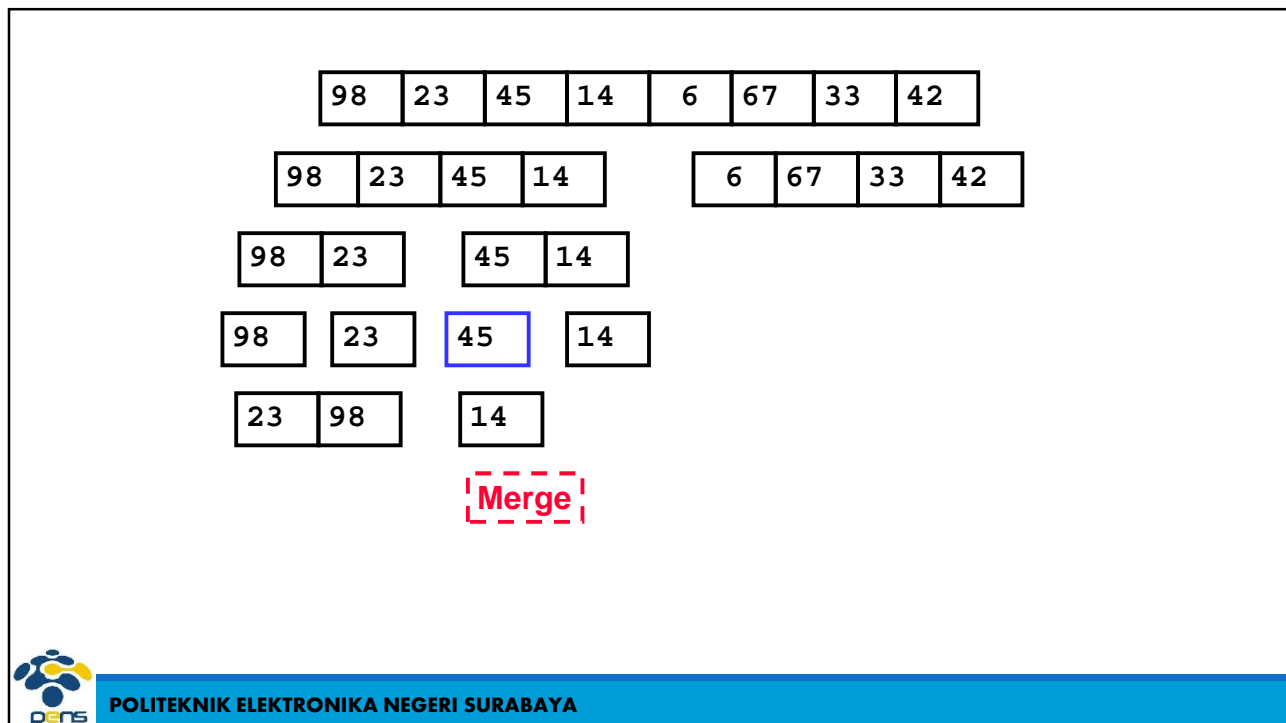 98 23 45 14 6 67 33 42
98 23 45 14 6 67 33 42
98 23 45 14
98 23 45 14
23 98 14
Merge
POLITEKNIK ELEKTRONIKA NEGERI SURABAYA
pens